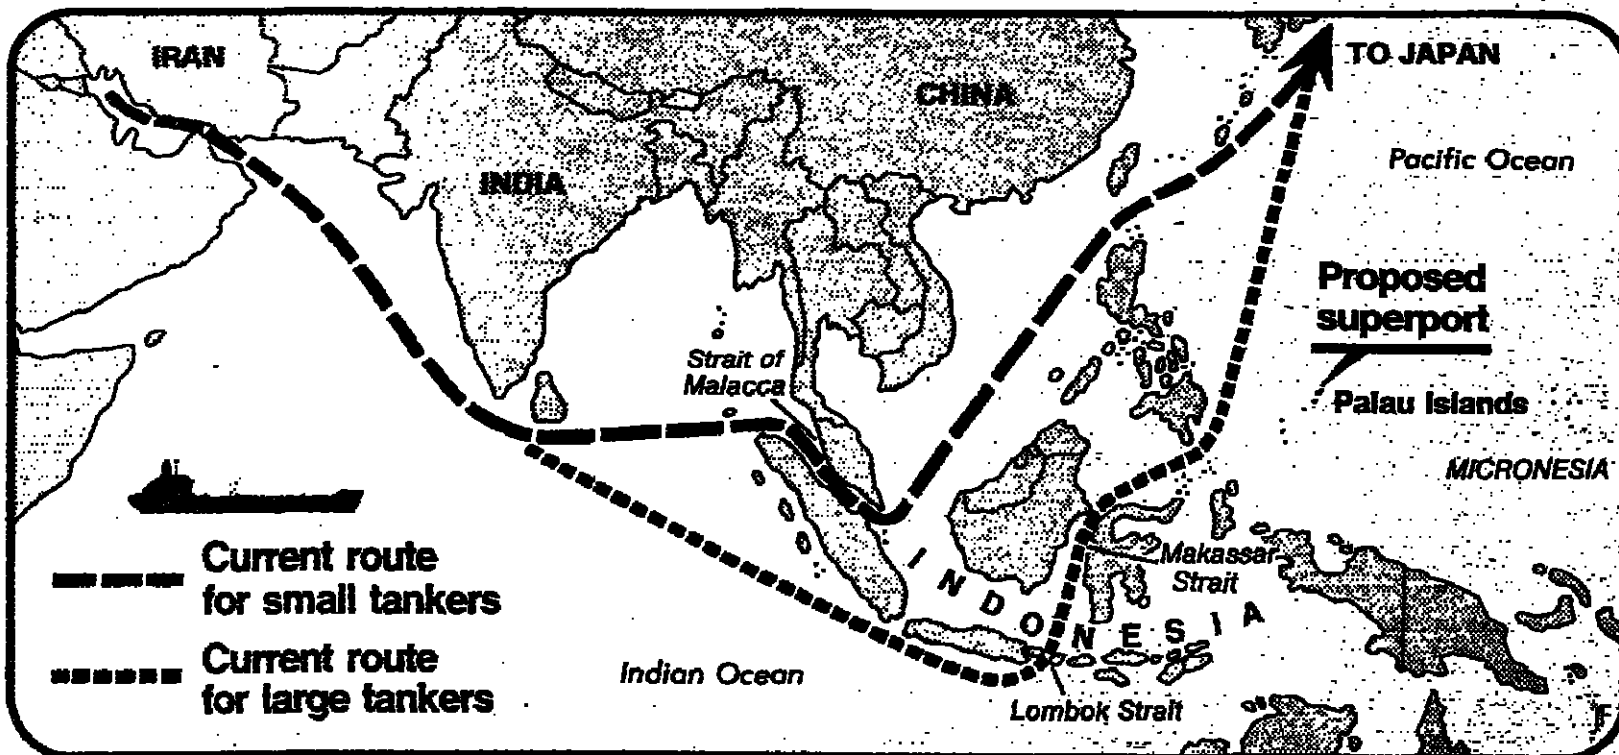 IRAN
CHINA
TO JAPAN
INDIA
Pacific Ocean
Proposed
superport
Strait of
Malacca
Palau Islands
MICRONESIA
Makassar
Strait
INDONESIA
Current route
for small tankers
Current route
for large tankers
Indian Ocean
Lombok Strait